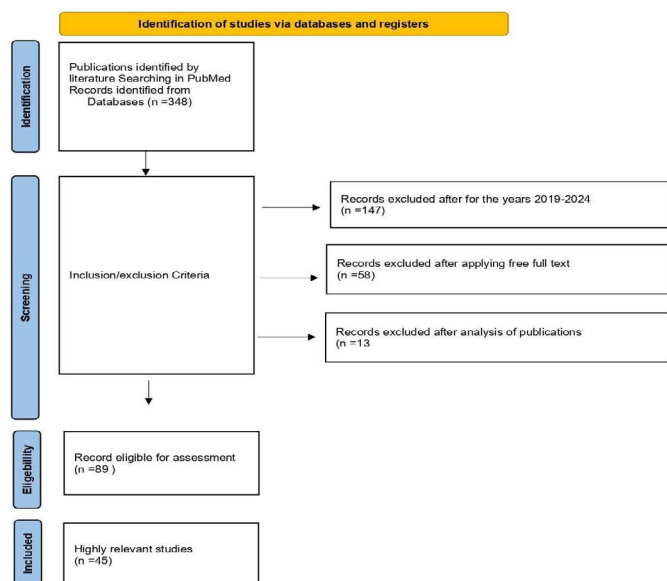 Identification of studies via databases and registers
Identification
Publications identified by
literature Searching in PubMed
Records identified from
Databases (n =348)
Screening
Inclusion/exclusion Criteria
Records excluded after for the years 2019-2024
(n =147)
Records excluded after applying free full text
(n =58)
Records excluded after analysis of publications
(n =13
Eligebility
Record eligible for assessment
(n =89 )
Included
Highly relevant studies
(n =45)